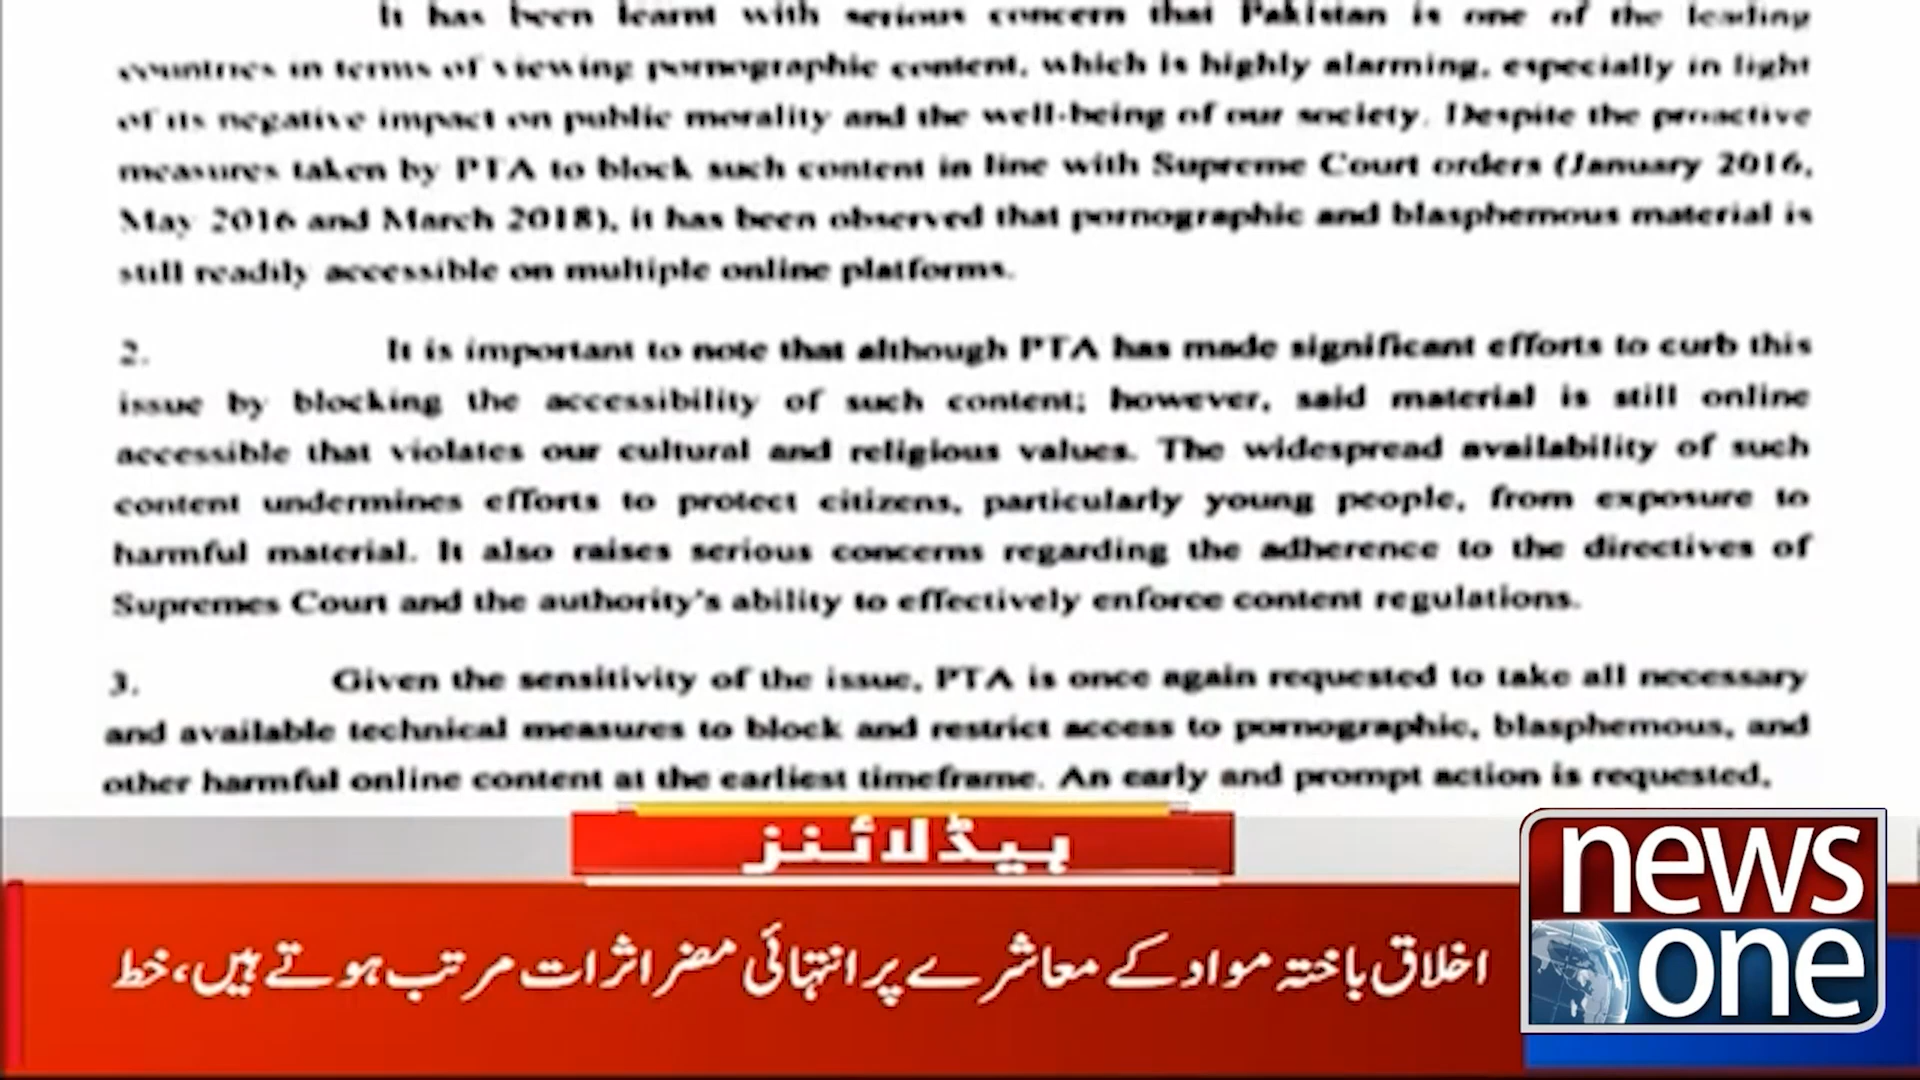 It has been learnt with serious concern that Pakistan is one of the leading
countries in terms of viewing pornographic content, which is highly alarming, especially in light
of its negative impact on public morality and the well-being of our society. Despite the proactive
measures taken by PTA to block such content in line with Supreme Court orders (January 2016,
May 2016 and March 2018), it has been observed that pornographic and blasphemous material is
still readily accessible on multiple online platforms.
2. It is important to note that although PTA has made significant efforts to curb this
issue by blocking the accessibility of such content; however, said material is still online
accessible that violates our cultural and religious values. The widespread availability of such
content undermines efforts to protect citizens, particularly young people, from exposure to
harmful material. It also raises serious concerns regarding the adherence to the directives of
Supremes Court and the authority's ability to effectively enforce content regulations.
3. Given the sensitivity of the issue, PTA is once again requested to take all necessary
and available technical measures to block and restrict access to pornographic, blasphemous, and
other harmful online content at the earliest timeframe. An early and prompt action is requested.
ہیڈلائنز
اخلاق باختہ مواد کے معاشرے پر انتہائی مضر اثرات مرتب ہوتے ہیں، خط
news
one